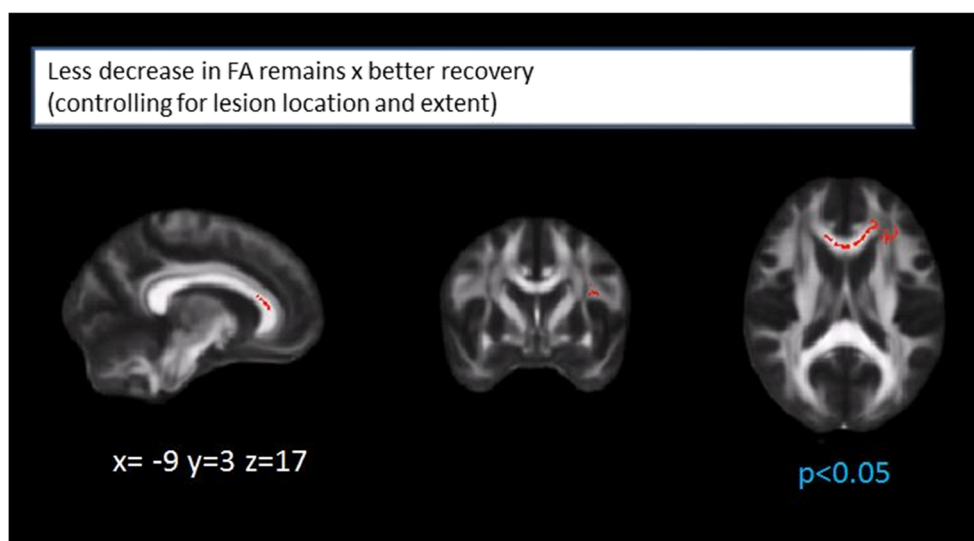 Less decrease in FA remains x better recovery
(controlling for lesion location and extent)
x= -9 y=3 z=17
p<0.05